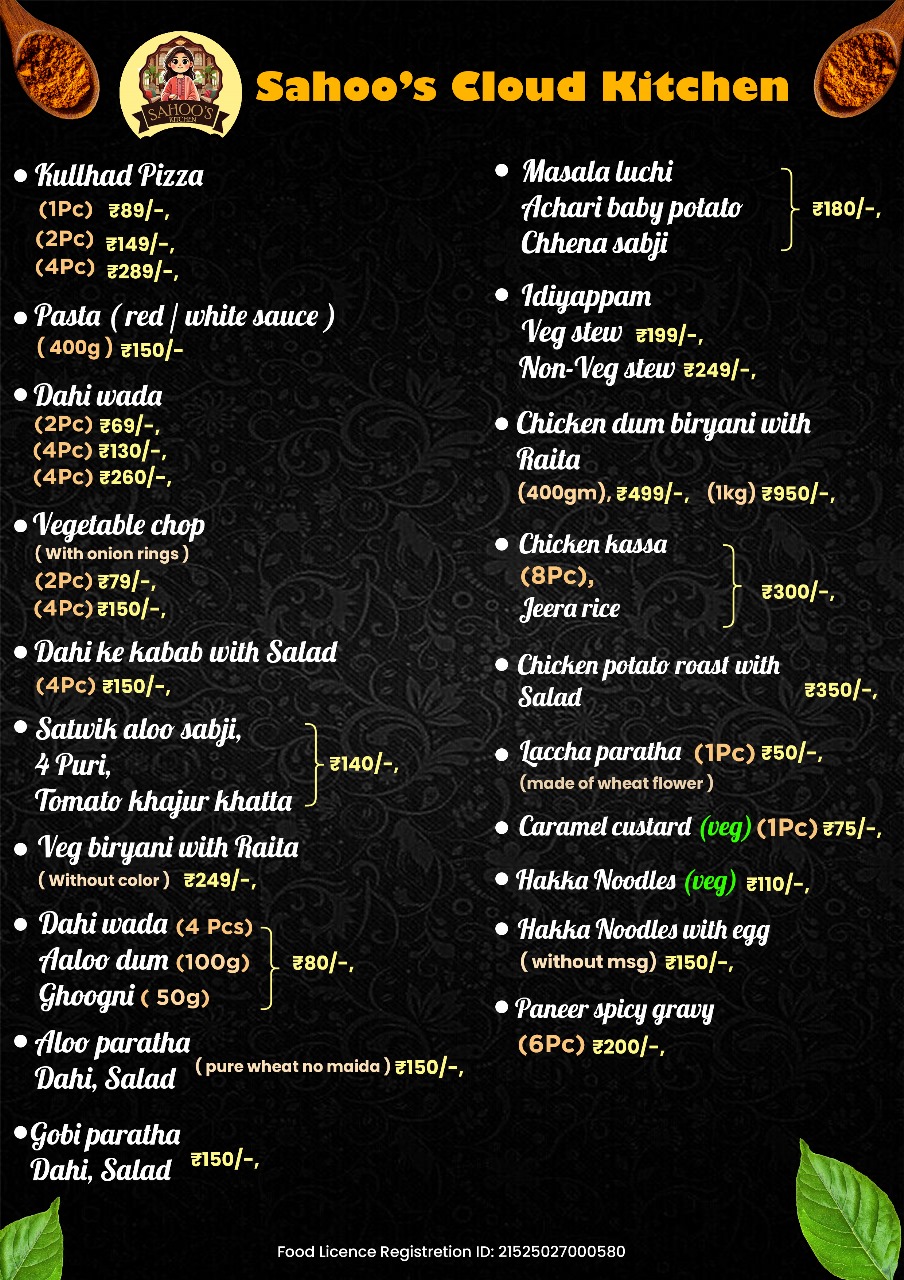 SAHOO'S
KITCHEN
Sahoo's Cloud Kitchen
Kullhad Pizza
(1Pc) ₹89/-,
(2Pc) ₹149/-,
(4Pc) ₹289/-,
Pasta ( red / white sauce )
( 400g ) ₹150/-
Dahi wada
(2Pc) ₹69/-,
(4Pc) ₹130/-,
(4Pc) ₹260/-,
Vegetable chop
( With onion rings )
(2Pc) ₹79/-,
(4Pc) ₹150/-,
Dahi ke kabab with Salad
(4Pc) ₹150/-,
Satwik aloo sabji,
4 Puri,
Tomato khajur khatta
₹140/-,
Veg biryani with Raita
( Without color ) ₹249/-,
Dahi wada (4 Pcs)
Aaloo dum (100g)
Ghoogni ( 50g)
₹80/-,
Aloo paratha
Dahi, Salad ( pure wheat no maida ) ₹150/-,
Gobi paratha
Dahi, Salad ₹150/-,
Masala luchi
Achari baby potato
Chhena sabji
₹180/-,
Idiyappam
Veg stew ₹199/-,
Non-Veg stew ₹249/-,
Chicken dum biryani with
Raita
(400gm), ₹499/-, (1kg) ₹950/-,
Chicken kassa
(8Pc),
Jeera rice
₹300/-,
Chicken potato roast with
Salad ₹350/-,
Laccha paratha (1Pc) ₹50/-,
(made of wheat flower )
Caramel custard (veg) (1Pc) ₹75/-,
Hakka Noodles (veg) ₹110/-,
Hakka Noodles with egg
( without msg) ₹150/-,
Paneer spicy gravy
(6Pc) ₹200/-,
Food Licence Registretion ID: 21525027000580